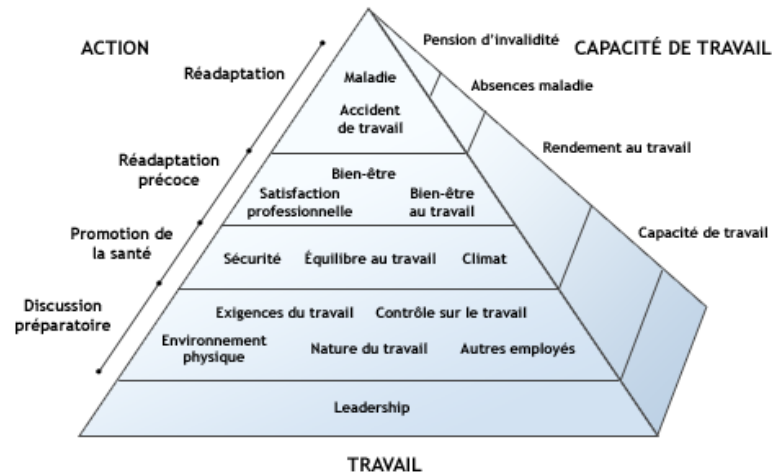 ACTION
CAPACITÉ DE TRAVAIL
Réadaptation
Réadaptation
précoce
Promotion de
la santé
Discussion
préparatoire
Pension d'invalidité
Absences maladie
Rendement au travail
Capacité de travail
Maladie
Accident
de travail
Bien-être
Satisfaction
professionnelle
Bien-être
au travail
Sécurité
Équilibre au travail
Climat
Exigences du travail
Contrôle sur le travail
Environnement
physique
Nature du travail
Autres employés
Leadership
TRAVAIL